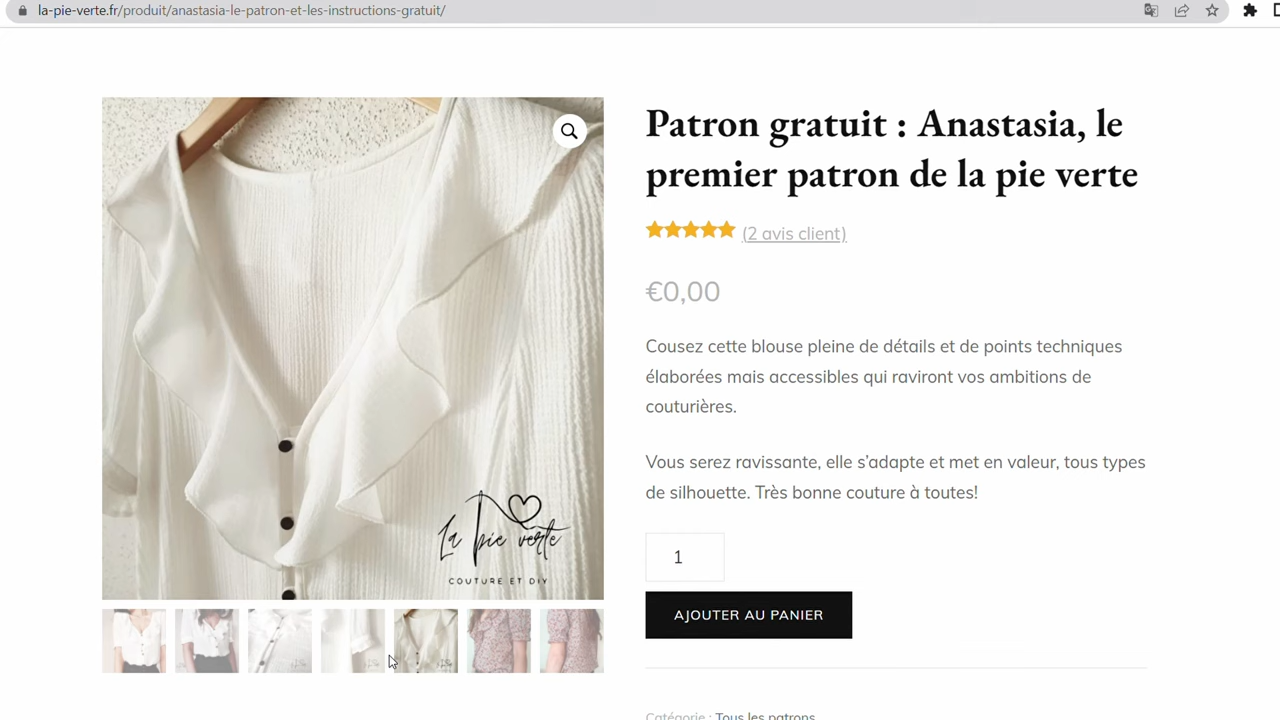 la-pie-verte.fr/produit/anastasia-le-patron-et-les-instructions-gratuit/
Patron gratuit : Anastasia, le
premier patron de la pie verte
(2 avis client)
€0,00
Cousez cette blouse pleine de détails et de points techniques
élaborées mais accessibles qui raviront vos ambitions de
couturières.
Vous serez ravissante, elle s’adapte et met en valeur, tous types
de silhouette. Très bonne couture à toutes!
1
AJOUTER AU PANIER
La pie verte
COUTURE ET DIY
Catégorie : Tous les patrons